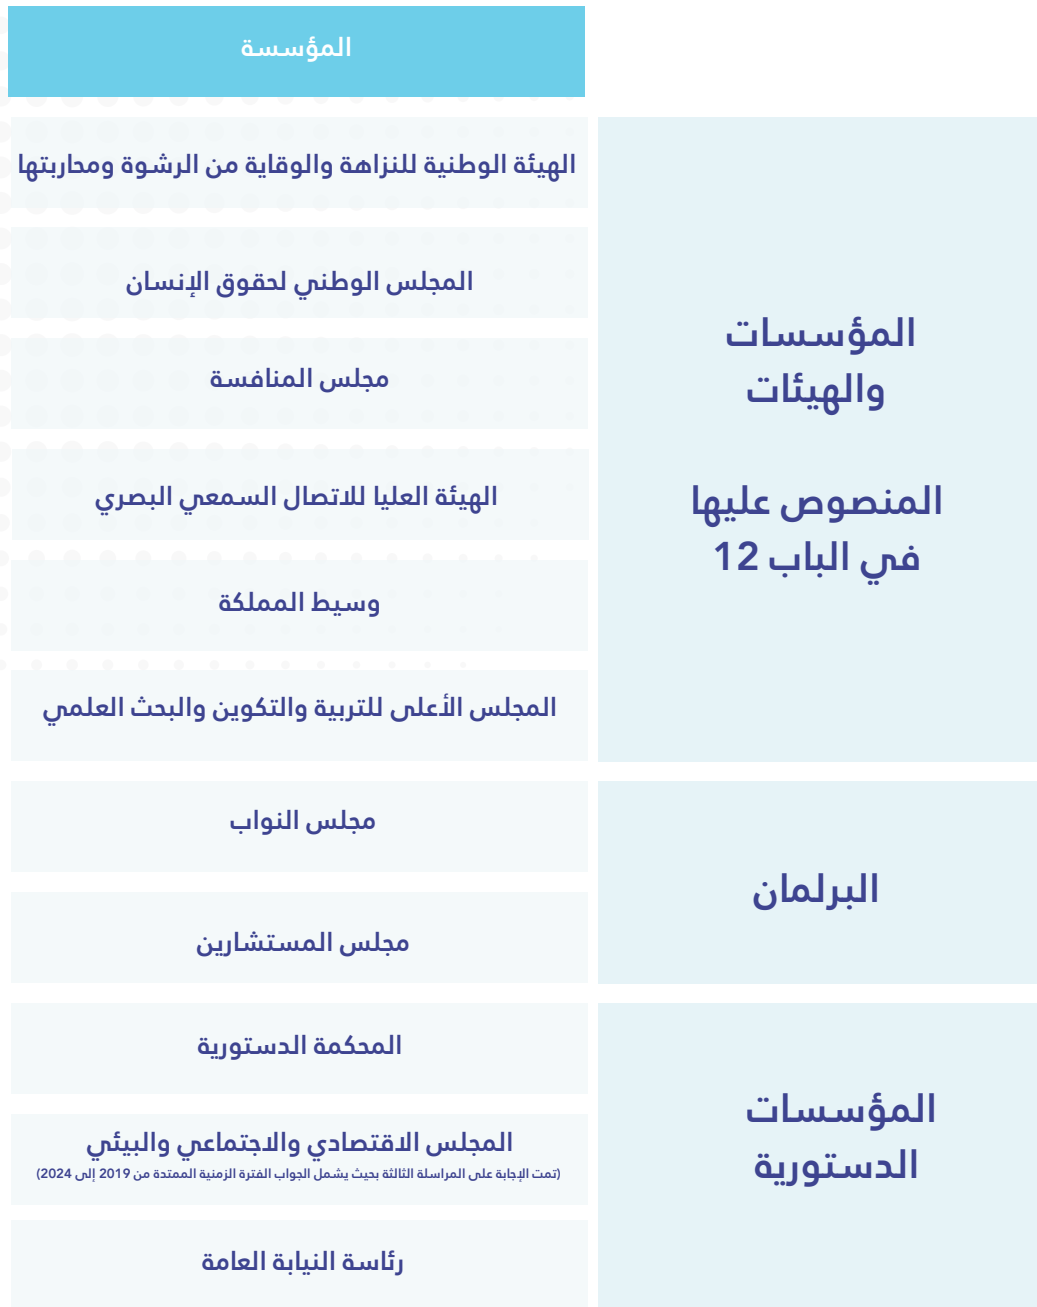 المؤسسة
المؤسسات
والهيئات
المنصوص عليها
في الباب 12
الهيئة الوطنية للنزاهة والوقاية من الرشوة ومحاربتها
المجلس الوطني لحقوق الإنسان
مجلس المنافسة
الهيئة العليا للاتصال السمعي البصري
وسيط المملكة
المجلس الأعلى للتربية والتكوين والبحث العلمي
البرلمان
مجلس النواب
مجلس المستشارين
المؤسسات
الدستورية
المحكمة الدستورية
المجلس الاقتصادي والاجتماعي والبيئي
(تمت الإجابة على المراسلة الثالثة بحيث يشمل الجواب الفترة الزمنية الممتدة من 2019 إلى 2024)
رئاسة النيابة العامة